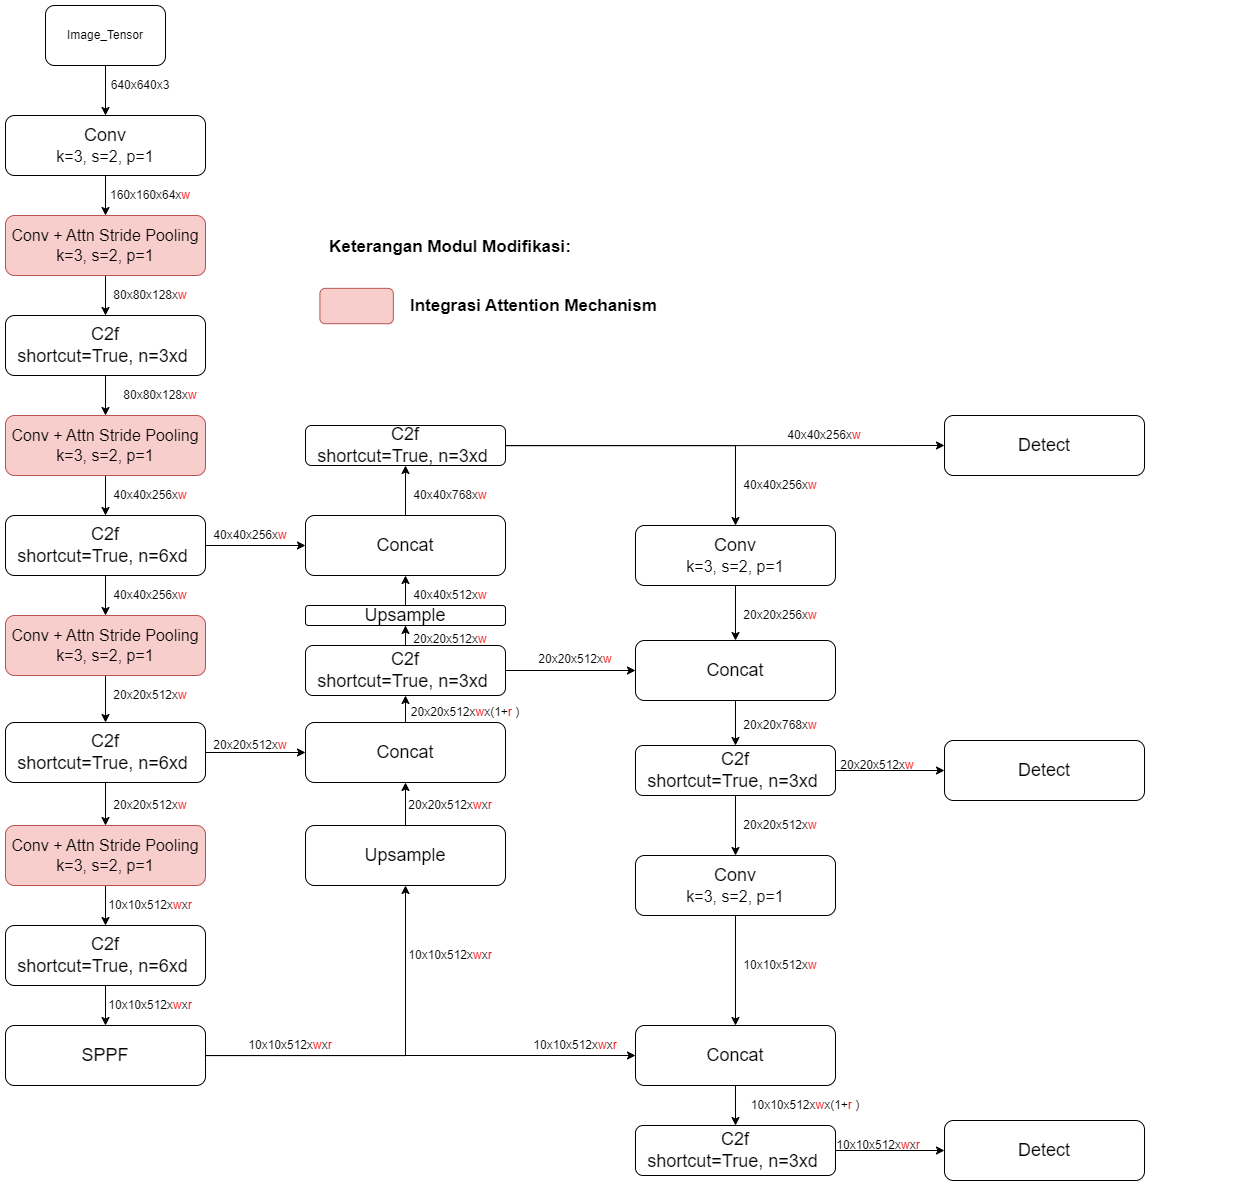 Image_Tensor
640x640x3
Conv
k=3, s=2, p=1
160x160x64xw
Conv + Attn Stride Pooling
k=3, s=2, p=1
80x80x128xw
C2f
shortcut=True, n=3xd
80x80x128xw
Conv + Attn Stride Pooling
k=3, s=2, p=1
40x40x256xw
C2f
shortcut=True, n=6xd
40x40x256xw
40x40x256xw
Conv + Attn Stride Pooling
k=3, s=2, p=1
20x20x512xw
C2f
shortcut=True, n=6xd
20x20x512xw
20x20x512xw
Conv + Attn Stride Pooling
k=3, s=2, p=1
10x10x512xwxr
C2f
shortcut=True, n=6xd
10x10x512xwxr
SPPF
10x10x512xwxr
10x10x512xwxr
Keterangan Modul Modifikasi:
Integrasi Attention Mechanism
C2f
shortcut=True, n=3xd
40x40x768xw
Concat
40x40x512xw
Upsample
20x20x512xw
C2f
shortcut=True, n=3xd
20x20x512xw
20x20x512xwx(1+r )
Concat
20x20x512xwxr
Upsample
10x10x512xwxr
40x40x256xw
Detect
40x40x256xw
Conv
k=3, s=2, p=1
20x20x256xw
Concat
20x20x768xw
C2f
shortcut=True, n=3xd
20x20x512xw
Detect
20x20x512xw
Conv
k=3, s=2, p=1
10x10x512xw
Concat
10x10x512xwx(1+r )
C2f
shortcut=True, n=3xd
10x10x512xwxr
Detect